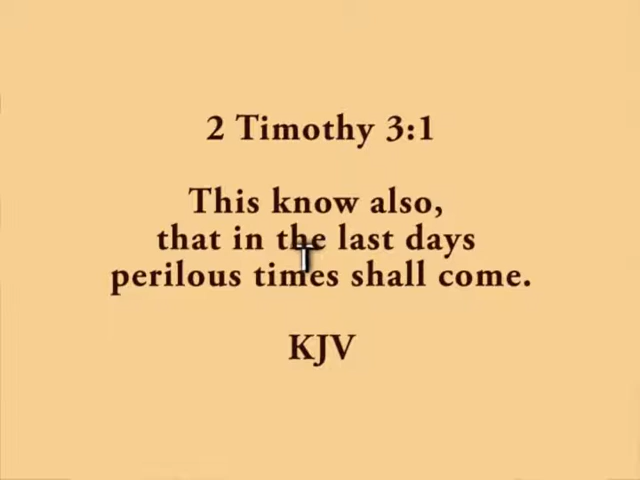 2 Timothy 3:1
This know also,
that in the last days
T
perilous times shall come.
KJV